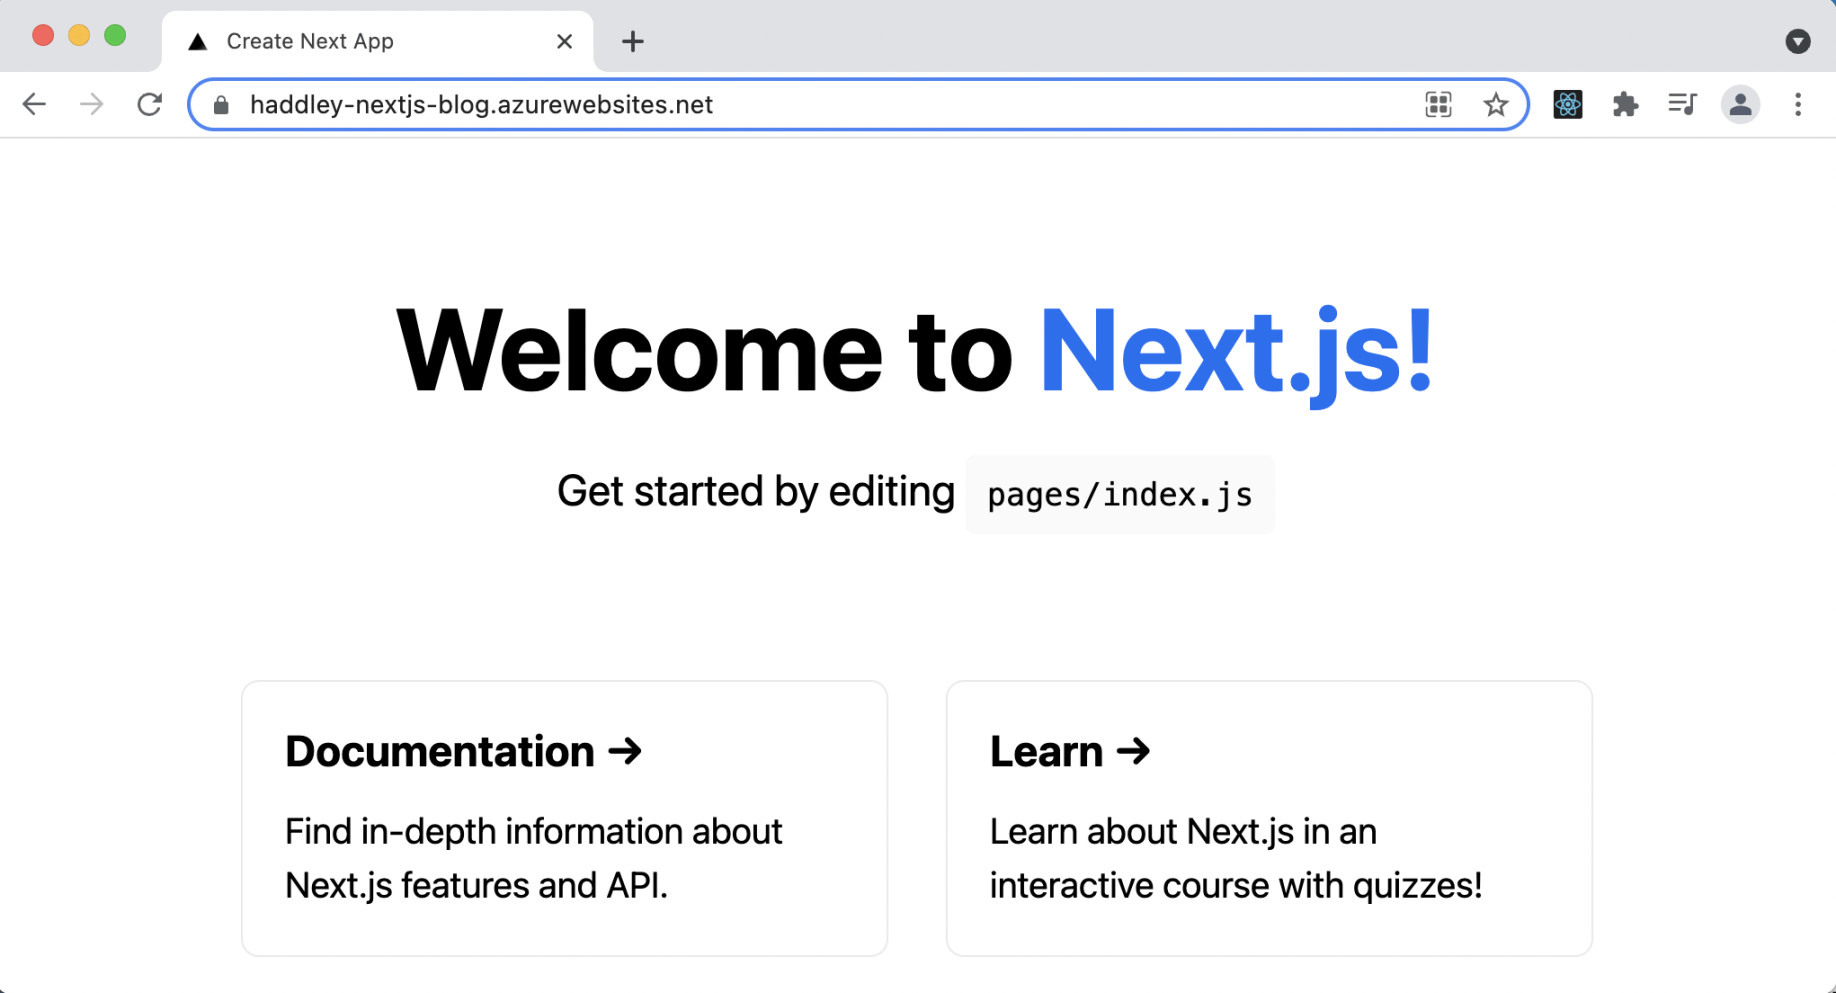 Create Next App
haddley-nextjs-blog.azurewebsites.net
Welcome to Next.js!
Get started by editing pages/index.js
Documentation →
Find in-depth information about
Next.js features and API.
Learn →
Learn about Next.js in an
interactive course with quizzes!